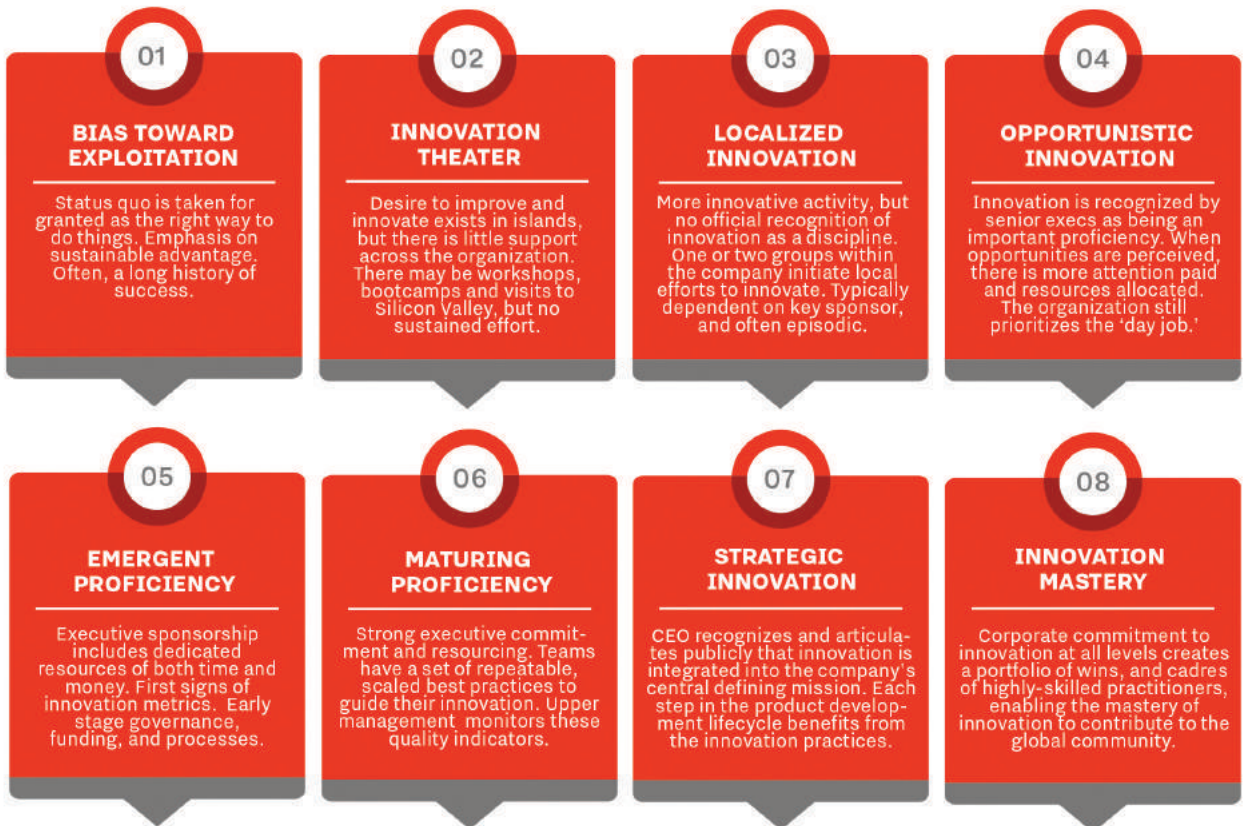 01
BIAS TOWARD
EXPLOITATION
Status quo is taken for
granted as the right way to
do things. Emphasis on
sustainable advantage.
Often, a long history of
success.
02
INNOVATION
THEATER
Desire to improve and
innovate exists in islands,
but there is little support
across the organization.
There may be workshops,
bootcamps and visits to
Silicon Valley, but no
sustained effort.
03
LOCALIZED
INNOVATION
More innovative activity, but
no official recognition of
innovation as a discipline.
One or two groups within
the company initiate local
efforts to innovate. Typically
dependent on key sponsor,
and often episodic.
04
OPPORTUNISTIC
INNOVATION
Innovation is recognized by
senior execs as being an
important proficiency. When
opportunities are perceived,
there is more attention paid
and resources allocated.
The organization still
prioritizes the ‘day job.’
05
EMERGENT
PROFICIENCY
Executive sponsorship
includes dedicated
resources of both time and
money. First signs of
innovation metrics. Early
stage governance,
funding, and processes.
06
MATURING
PROFICIENCY
Strong executive commit-
ment and resourcing. Teams
have a set of repeatable,
scaled best practices to
guide their innovation. Upper
management monitors these
quality indicators.
07
STRATEGIC
INNOVATION
CEO recognizes and articula-
tes publicly that innovation is
integrated into the company’s
central defining mission. Each
step in the product develop-
ment lifecycle benefits from
the innovation practices.
08
INNOVATION
MASTERY
Corporate commitment to
innovation at all levels creates
a portfolio of wins, and cadres
of highly-skilled practitioners,
enabling the mastery of
innovation to contribute to the
global community.